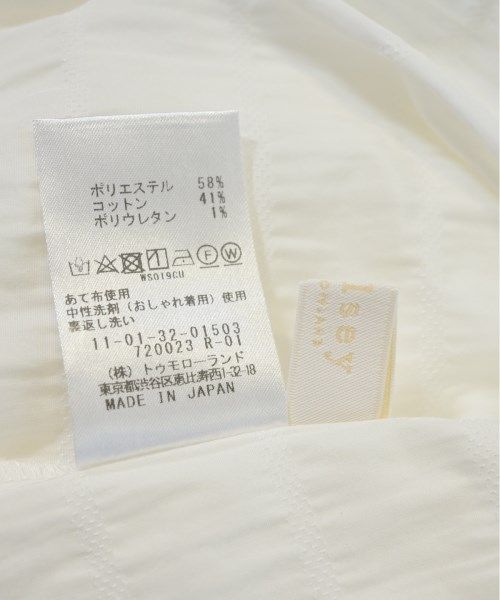 ポリエステル 58%
コットン 41%
ポリウレタン 1%
WS019GU
あて布使用
中性洗剤(おしゃれ着用)使用
裏返し洗い
11-01-32-01503
720023 R-01
(株)トゥモローランド
東京都渋谷区恵比寿西1-32-18
MADE IN JAPAN